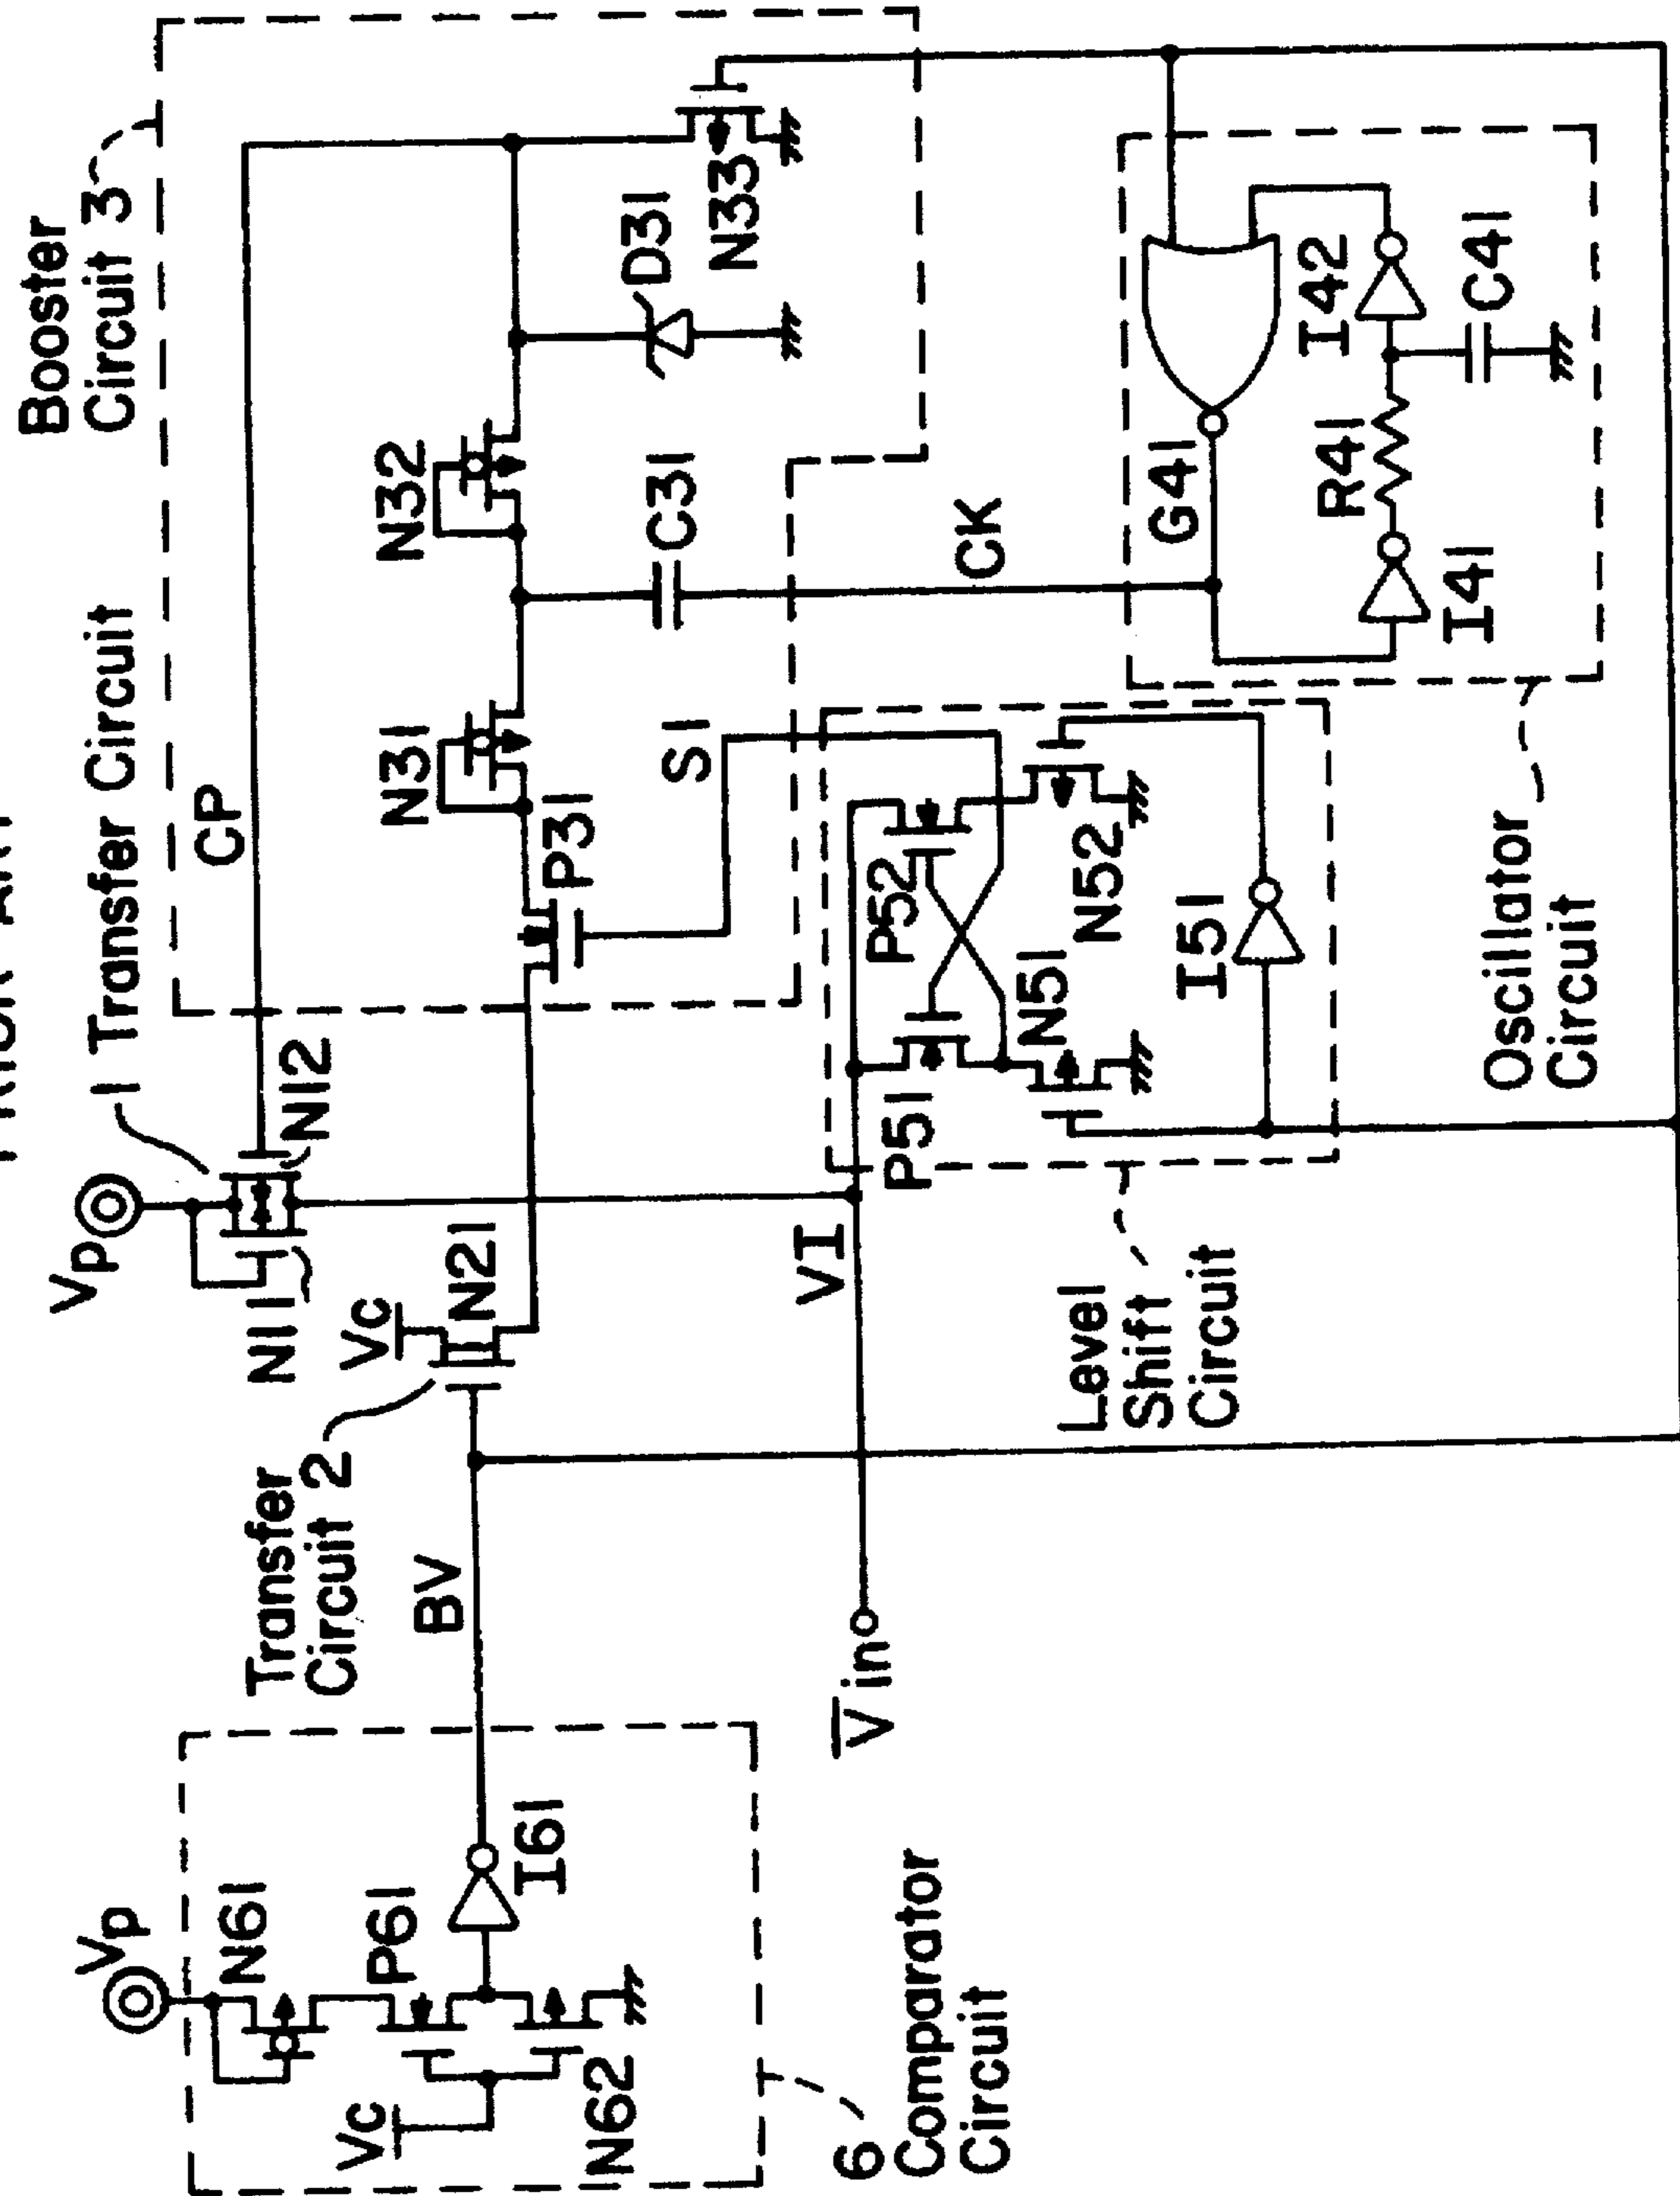 PRIOR ART
Vp
1 Transfer Circuit
Booster
Circuit 3
CP
N11
N12
Vc
N21
Transfer
Circuit 2
BV
Vp
N61
P61
I61
Vc
N62
6
Comparator
Circuit
N31
N32
P31
C31
D31
N33
S1
CK
V̅in
VI
P51
P52
N51
N52
I51
Level
Shift
Circuit
G41
R41
I42
I41
C41
Oscillator
Circuit